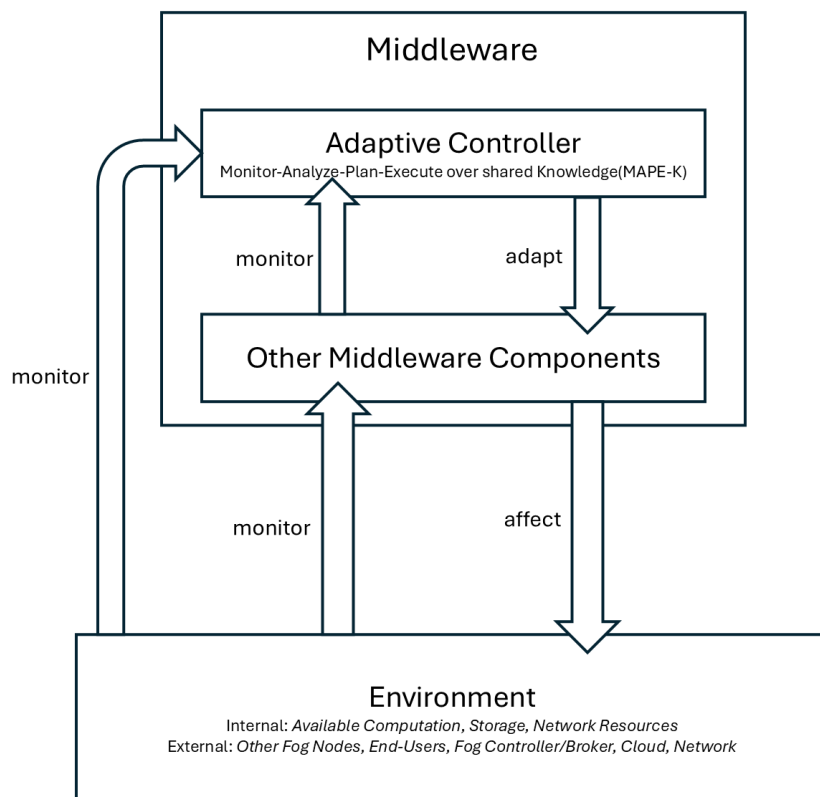 Middleware
Adaptive Controller
Monitor-Analyze-Plan-Execute over shared Knowledge(MAPE-K)
monitor
adapt
Other Middleware Components
monitor
monitor
affect
Environment
Internal: Available Computation, Storage, Network Resources
External: Other Fog Nodes, End-Users, Fog Controller/Broker, Cloud, Network